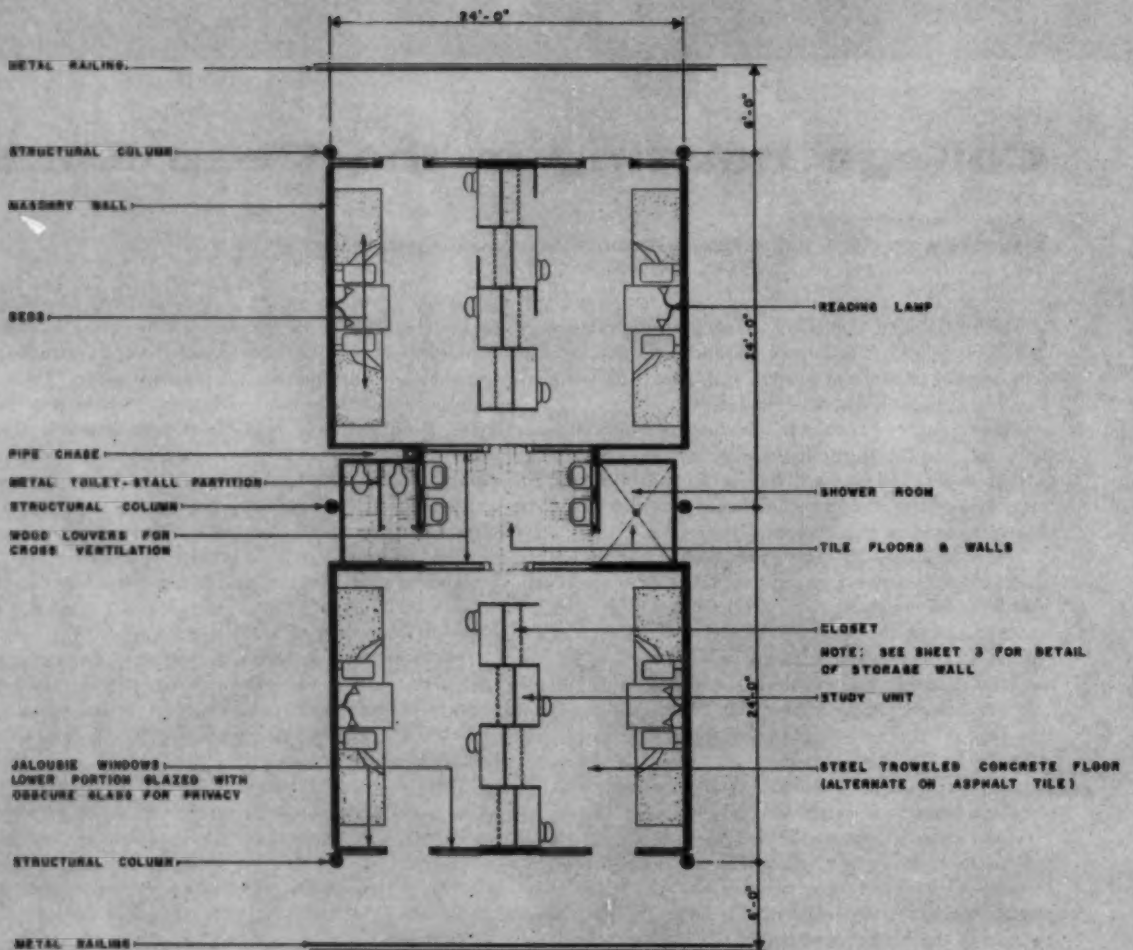 24'-0"
METAL RAILING
6'-0"
STRUCTURAL COLUMN
MASONRY WALL
BEDS
READING LAMP
24'-0"
PIPE CHASE
METAL TOILET-STALL PARTITION
SHOWER ROOM
STRUCTURAL COLUMN
WOOD LOUVERS FOR
CROSS VENTILATION
TILE FLOORS & WALLS
CLOSET
NOTE: SEE SHEET 3 FOR DETAIL
OF STORAGE WALL
STUDY UNIT
24'-0"
JALOUSIE WINDOWS
LOWER PORTION GLAZED WITH
OBSCURE GLASS FOR PRIVACY
STEEL TROWELED CONCRETE FLOOR
(ALTERNATE ON ASPHALT TILE)
STRUCTURAL COLUMN
6'-0"
METAL RAILING